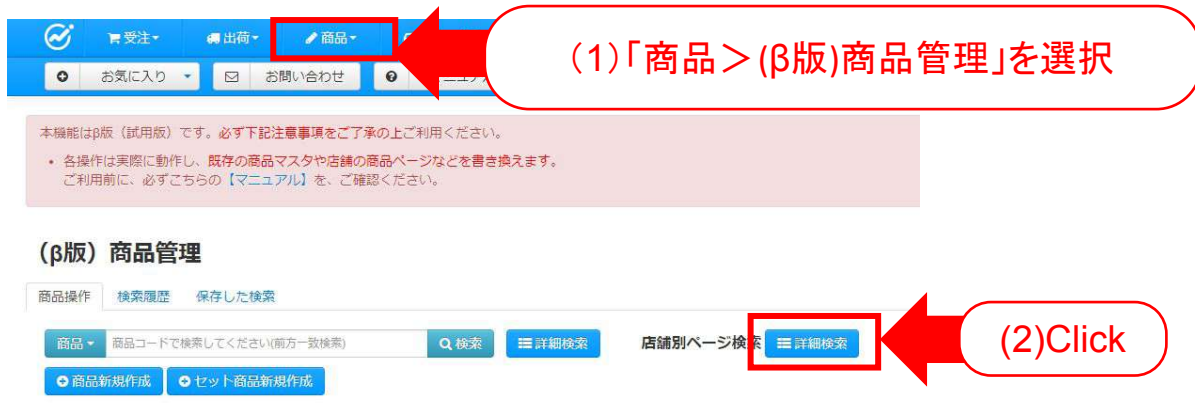 受注 出荷 商品
(1)「商品＞(β版)商品管理」を選択
お気に入り お問い合わせ
本機能はβ版（試用版）です。必ず下記注意事項をご了承の上ご利用ください。
• 各操作は実際に動作し、既存の商品マスタや店舗の商品ページなどを書き換えます。
ご利用前に、必ずこちらの【マニュアル】を、ご確認ください。
（β版）商品管理
商品操作 検索履歴 保存した検索
商品 商品コードで検索してください(前方一致検索) 検索 詳細検索 店舗別ページ検索 詳細検索
(2)Click
商品新規作成 セット商品新規作成